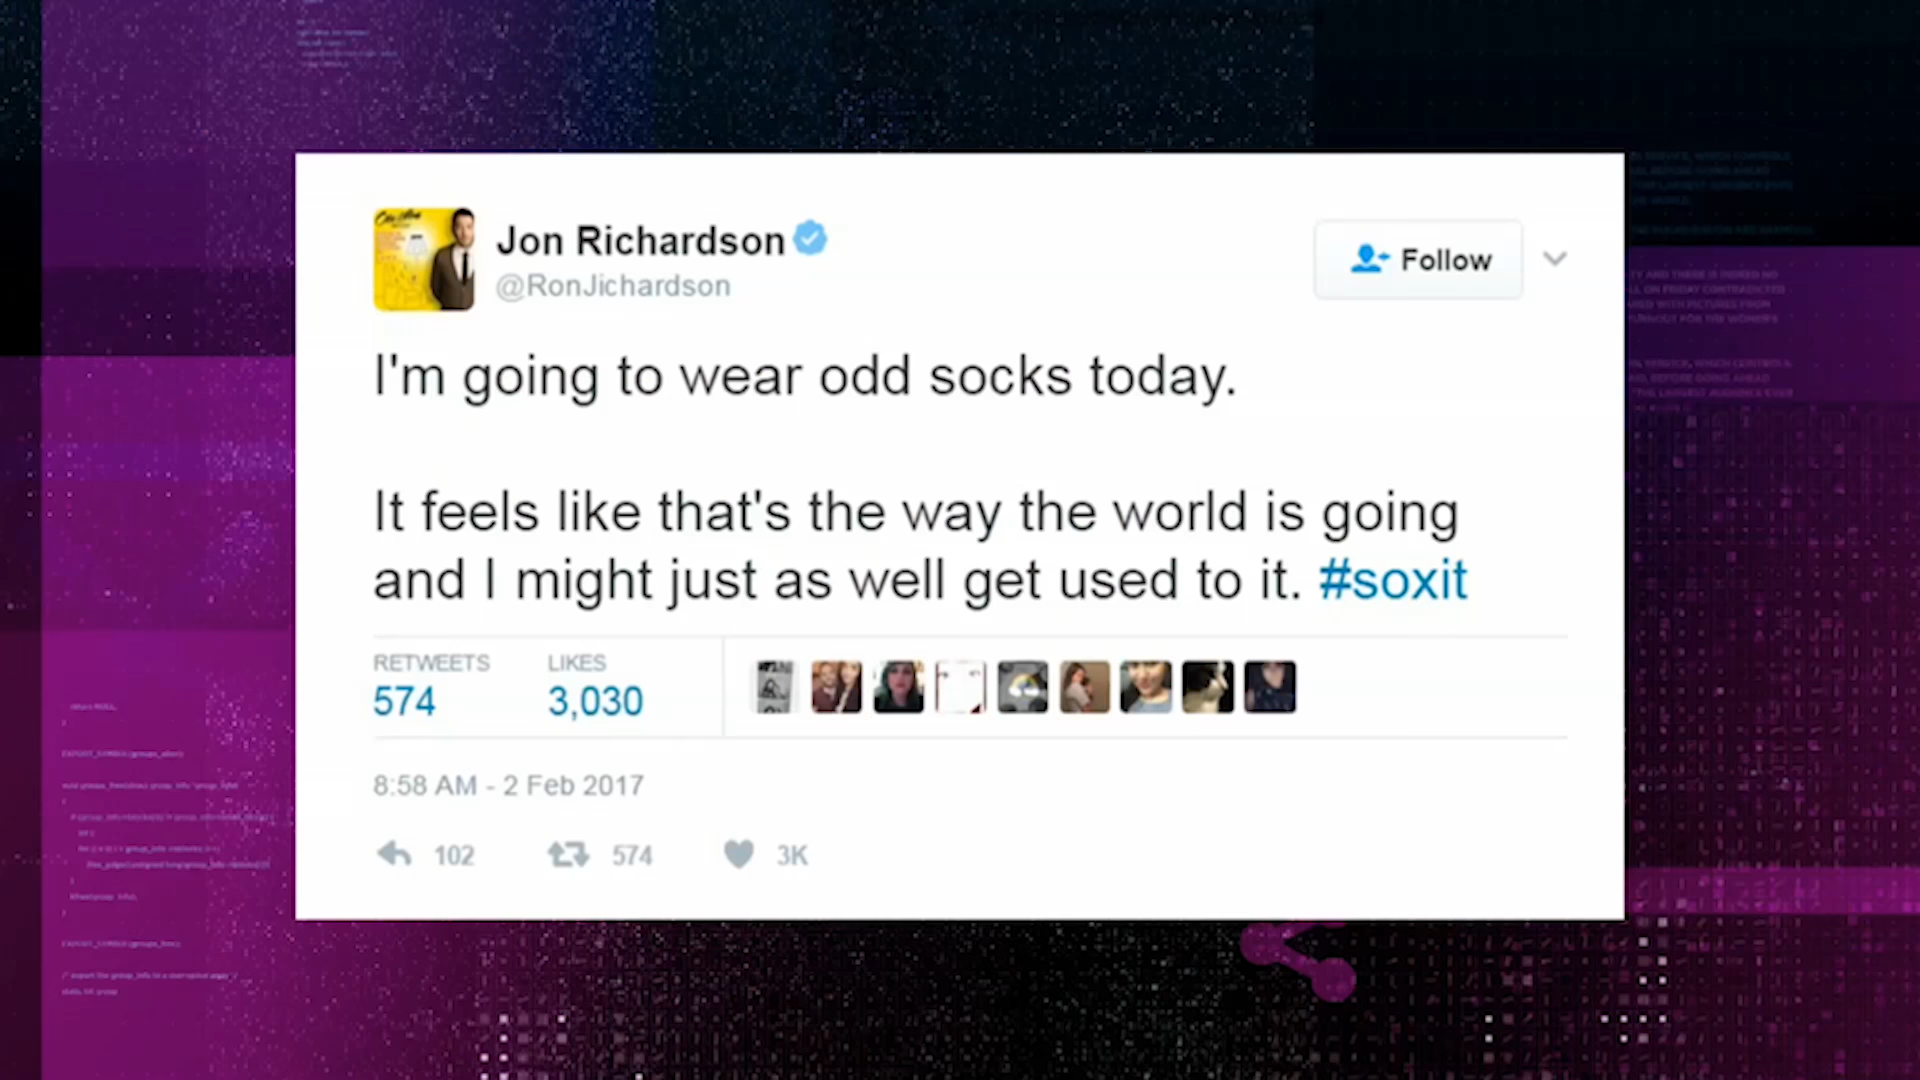 Jon Richardson
@RonJichardson
Follow
I'm going to wear odd socks today.
It feels like that's the way the world is going
and I might just as well get used to it. #soxit
RETWEETS
574
LIKES
3,030
8:58 AM - 2 Feb 2017
102
574
3K